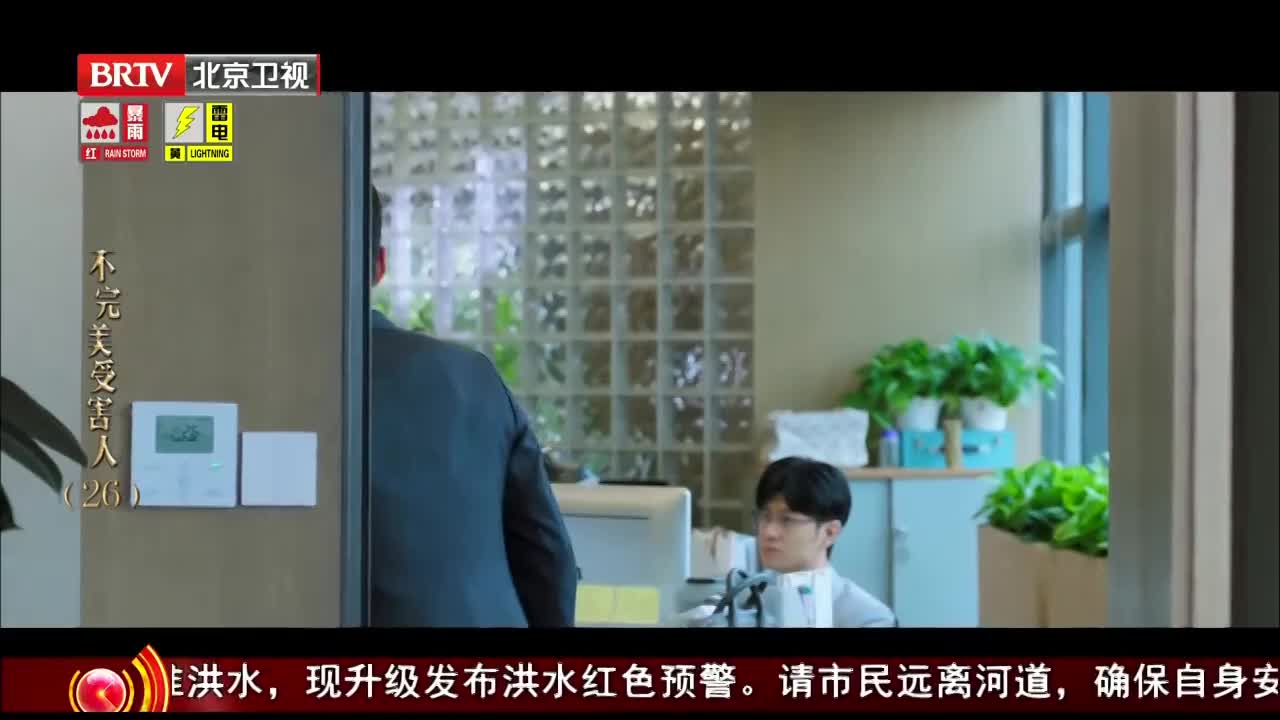 BRTV 北京卫视
暴雨
红 RAIN STORM
雷电
黄 LIGHTNING
不完美受害人
(26)
洪水，现升级发布洪水红色预警。请市民远离河道，确保自身安